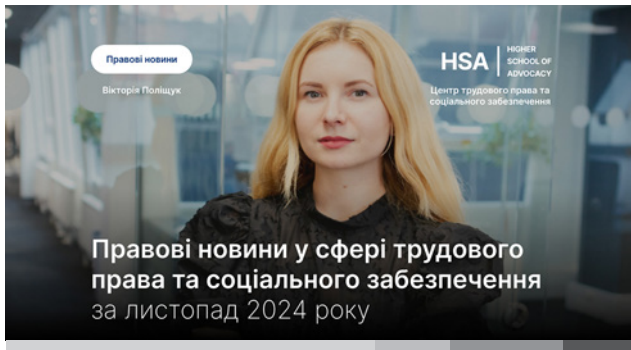 Правові новини
Вікторія Поліщук
HSA
HIGHER
SCHOOL OF
ADVOCACY
Центр трудового права та
соціального забезпечення
Правові новини у сфері трудового
права та соціального забезпечення
за листопад 2024 року